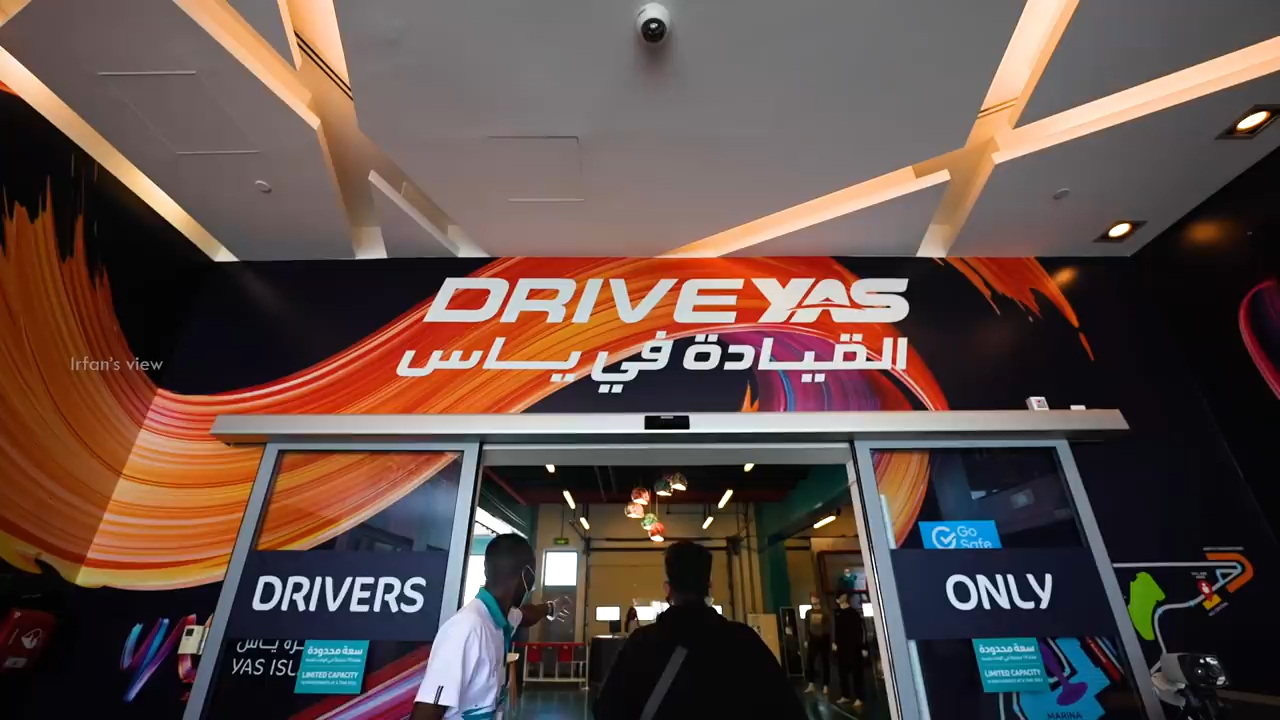 DRIVE YAS
القيادة في ياس
Irfan's view
Go
Safe
DRIVERS
ONLY
YAS ISL
سعة محدودة
LIMITED CAPACITY
سعة محدودة
LIMITED CAPACITY
MARINA